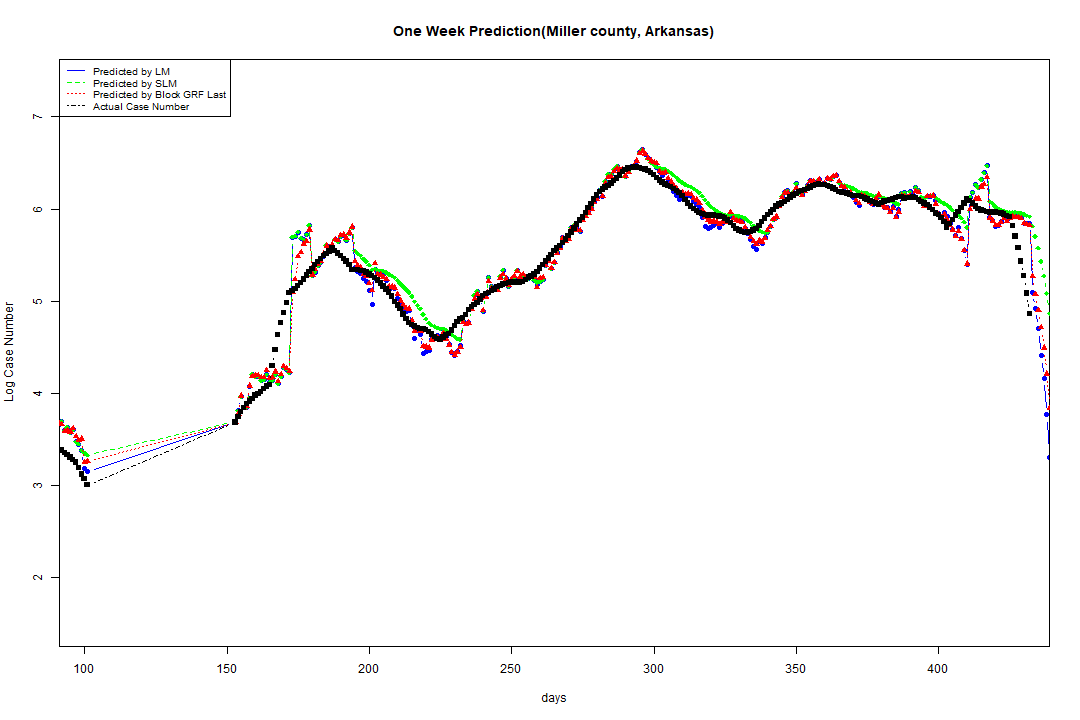 One Week Prediction(Miller county, Arkansas)
Predicted by LM
Predicted by SLM
Predicted by Block GRF Last
Actual Case Number
7
6
5
4
3
2
Log Case Number
100 150 200 250 300 350 400
days